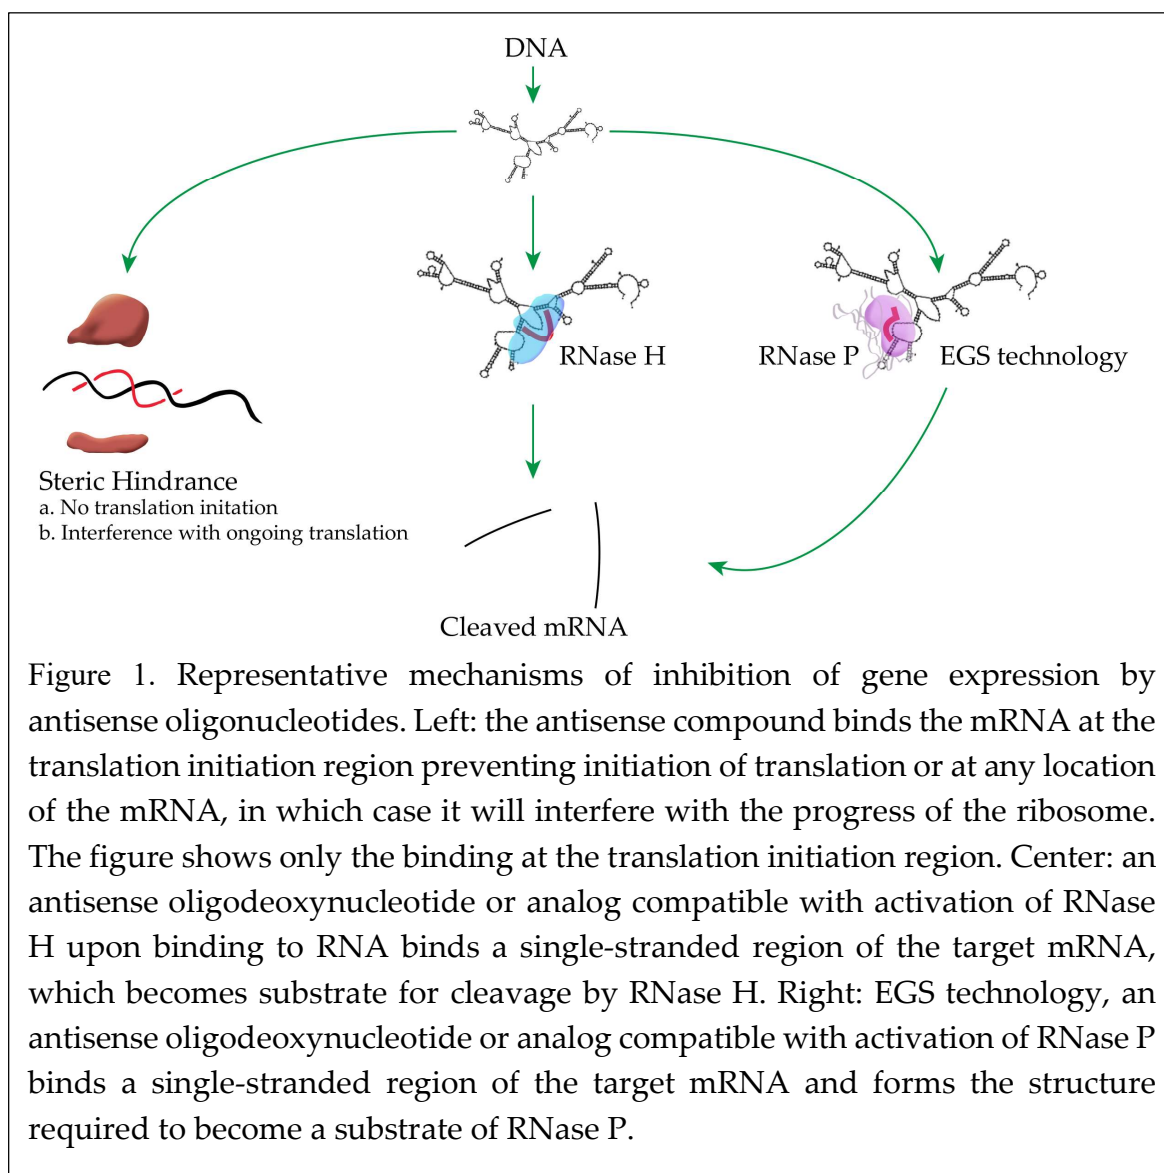 DNA
RNase H
RNase P
EGS technology
Steric Hindrance
a. No translation initation
b. Interference with ongoing translation
Cleaved mRNA
Figure 1. Representative mechanisms of inhibition of gene expression by
antisense oligonucleotides. Left: the antisense compound binds the mRNA at the
translation initiation region preventing initiation of translation or at any location
of the mRNA, in which case it will interfere with the progress of the ribosome.
The figure shows only the binding at the translation initiation region. Center: an
antisense oligodeoxynucleotide or analog compatible with activation of RNase
H upon binding to RNA binds a single-stranded region of the target mRNA,
which becomes substrate for cleavage by RNase H. Right: EGS technology, an
antisense oligodeoxynucleotide or analog compatible with activation of RNase P
binds a single-stranded region of the target mRNA and forms the structure
required to become a substrate of RNase P.